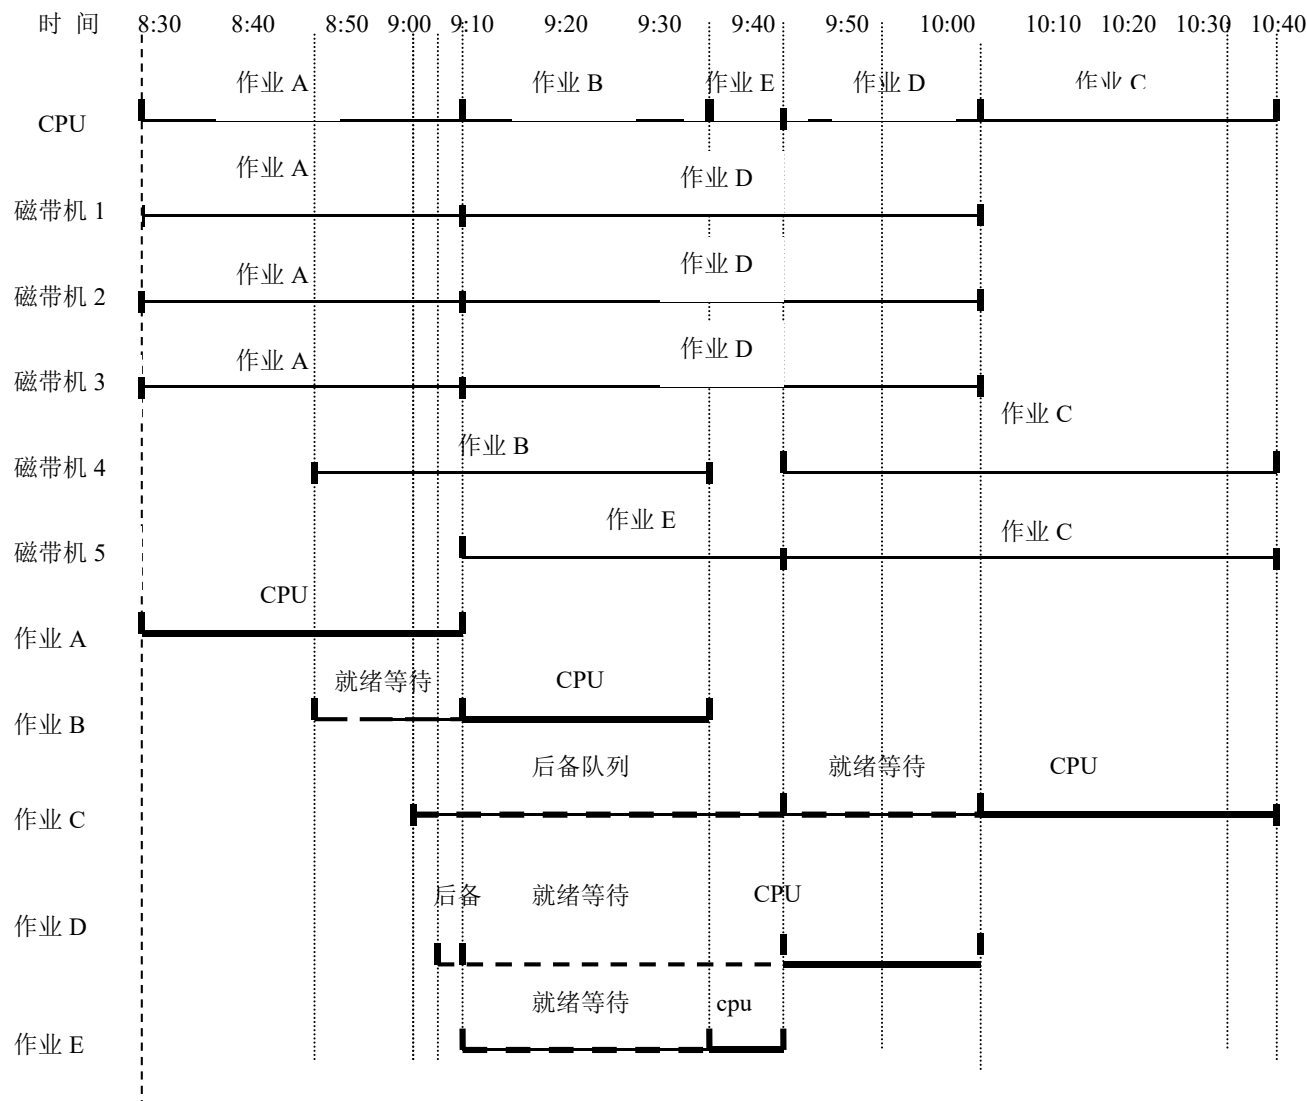 时 间 8:30 8:40 8:50 9:00 9:10 9:20 9:30 9:40 9:50 10:00 10:10 10:20 10:30 10:40
作业 A 作业 B 作业 E 作业 D 作业 C
CPU
作业 A 作业 D
磁带机 1
作业 A 作业 D
磁带机 2
作业 A 作业 D
磁带机 3
作业 C
作业 B
磁带机 4
作业 E 作业 C
磁带机 5
CPU
作业 A
就绪等待 CPU
作业 B
后备队列 就绪等待 CPU
作业 C
后备 就绪等待 CPU
作业 D
就绪等待 cpu
作业 E